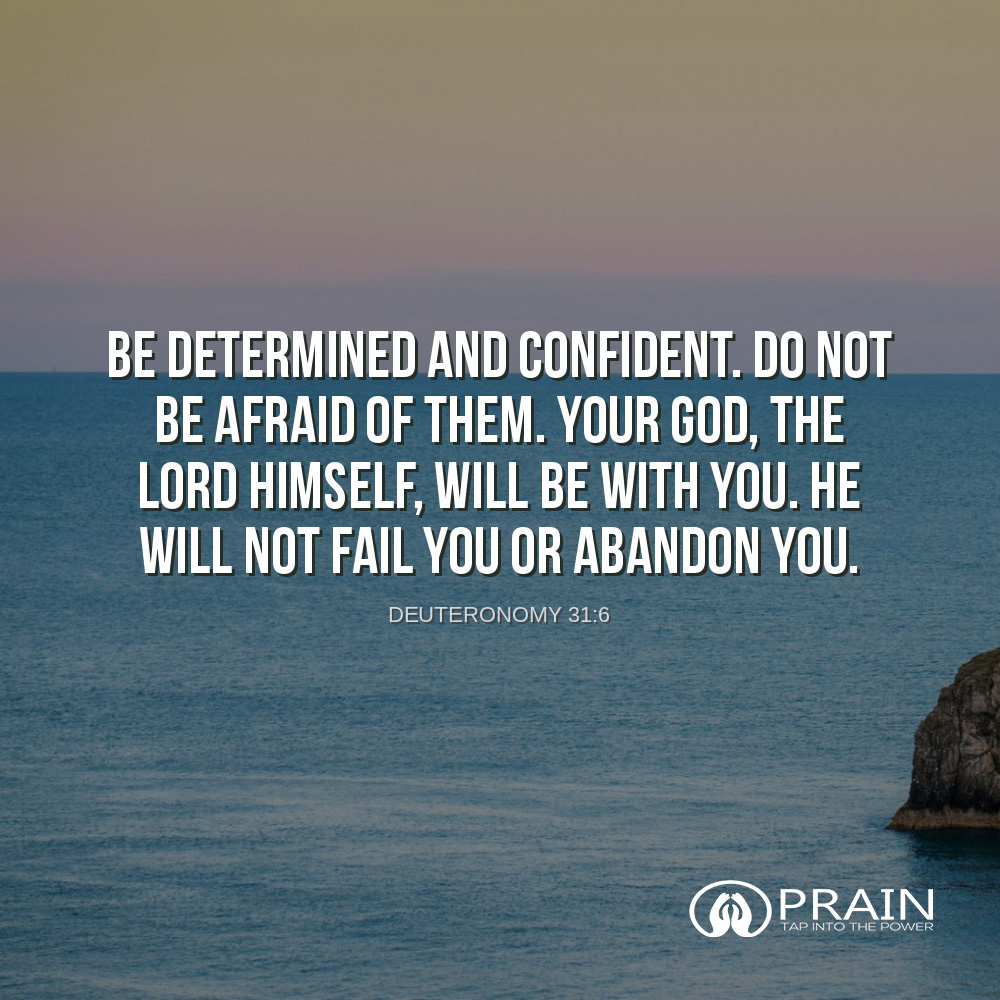 BE DETERMINED AND CONFIDENT. DO NOT
BE AFRAID OF THEM. YOUR GOD, THE
LORD HIMSELF, WILL BE WITH YOU. HE
WILL NOT FAIL YOU OR ABANDON YOU.
DEUTERONOMY 31:6
PRAIN
TAP INTO THE POWER